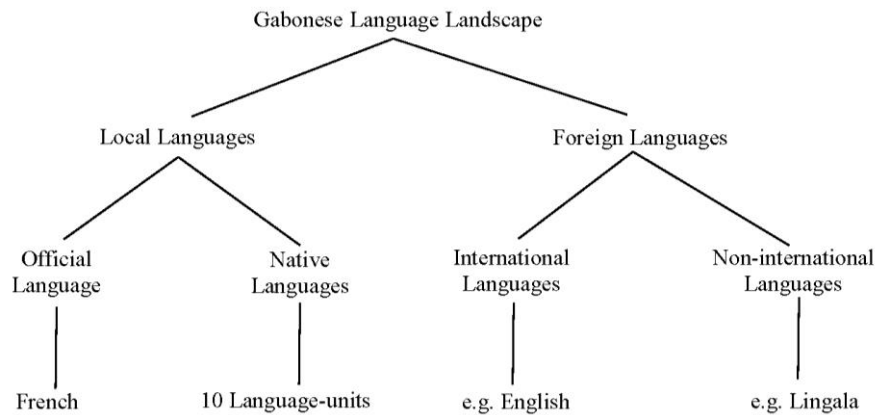 Gabonese Language Landscape
Local Languages
Foreign Languages
Official
Language
Native
Languages
International
Languages
Non-international
Languages
French
10 Language-units
e.g. English
e.g. Lingala